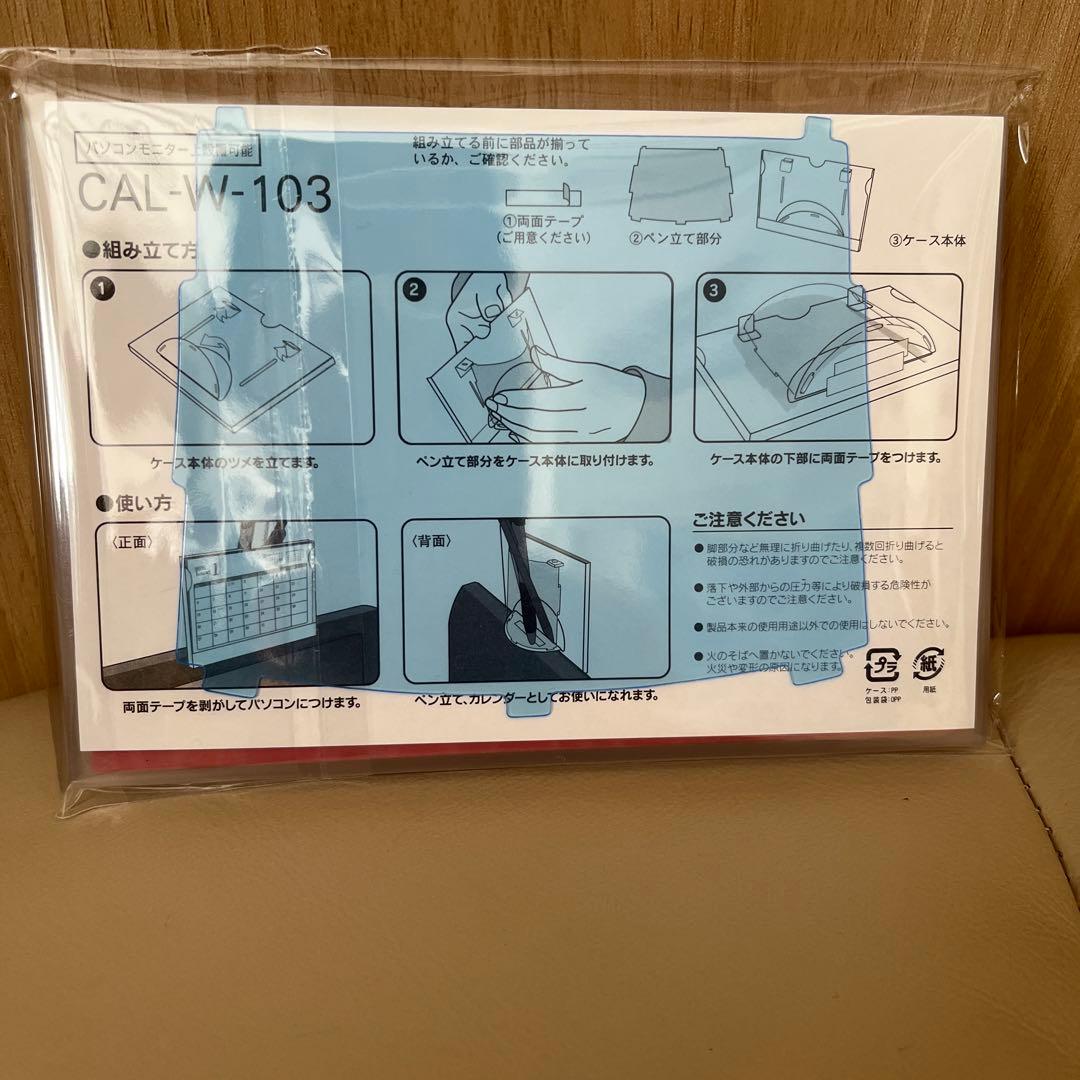 パソコンモニター上設置可能
CAL-W-103
組み立てる前に部品が揃って
いるか、ご確認ください。
①両面テープ
(ご用意ください)
②ペン立て部分
③ケース本体
●組み立て方
1
2
3
ケース本体のツメを立てます。
ペン立て部分をケース本体に取り付けます。
ケース本体の下部に両面テープをつけます。
●使い方
〈正面〉
1
〈背面〉
両面テープを剥がしてパソコンにつけます。
ペン立て、カレンダーとしてお使いになれます。
ご注意ください
●脚部分など無理に折り曲げたり、複数回折り曲げると
破損の恐れがありますのでご注意ください。
●落下や外部からの圧力等により破損する危険性が
ございますのでご注意ください。
●製品本来の使用用途以外での使用はしないでください。
●火のそばへ置かないでください。
火災や変形の原因になります。
プラ
ケース:PP
包装袋:OPP
紙
用紙